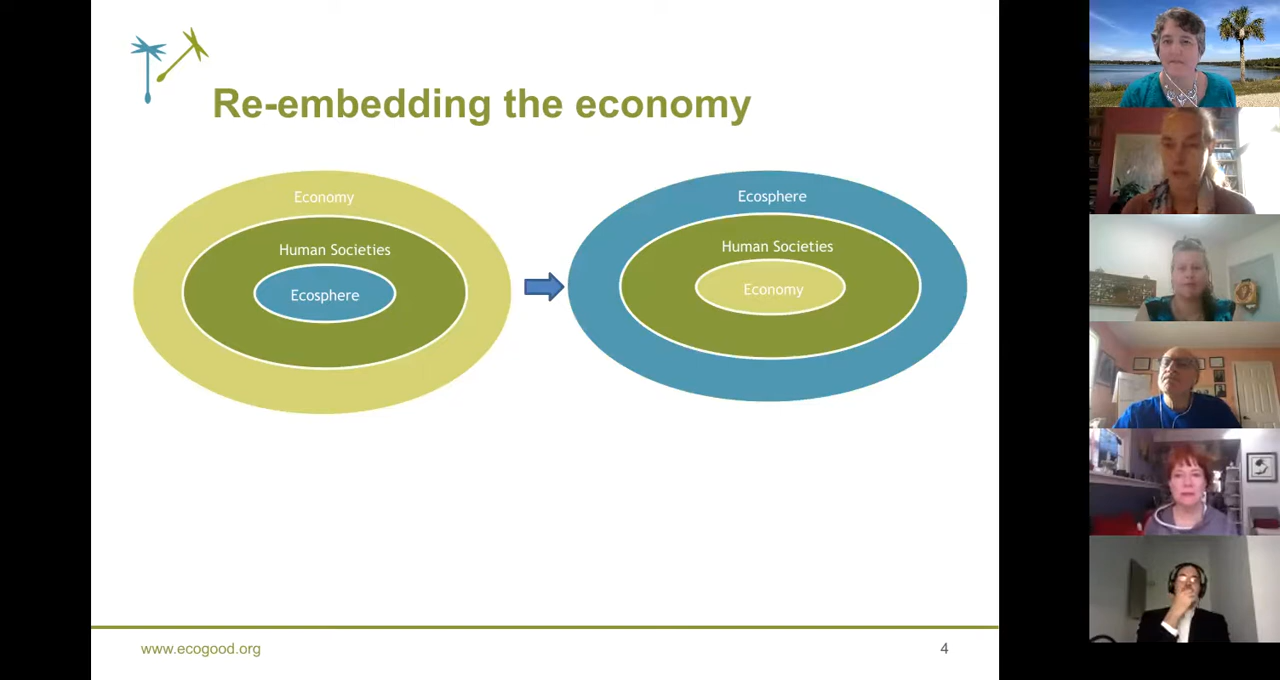 Re-embedding the economy
Economy
Human Societies
Ecosphere
Ecosphere
Human Societies
Economy
www.ecogood.org
4